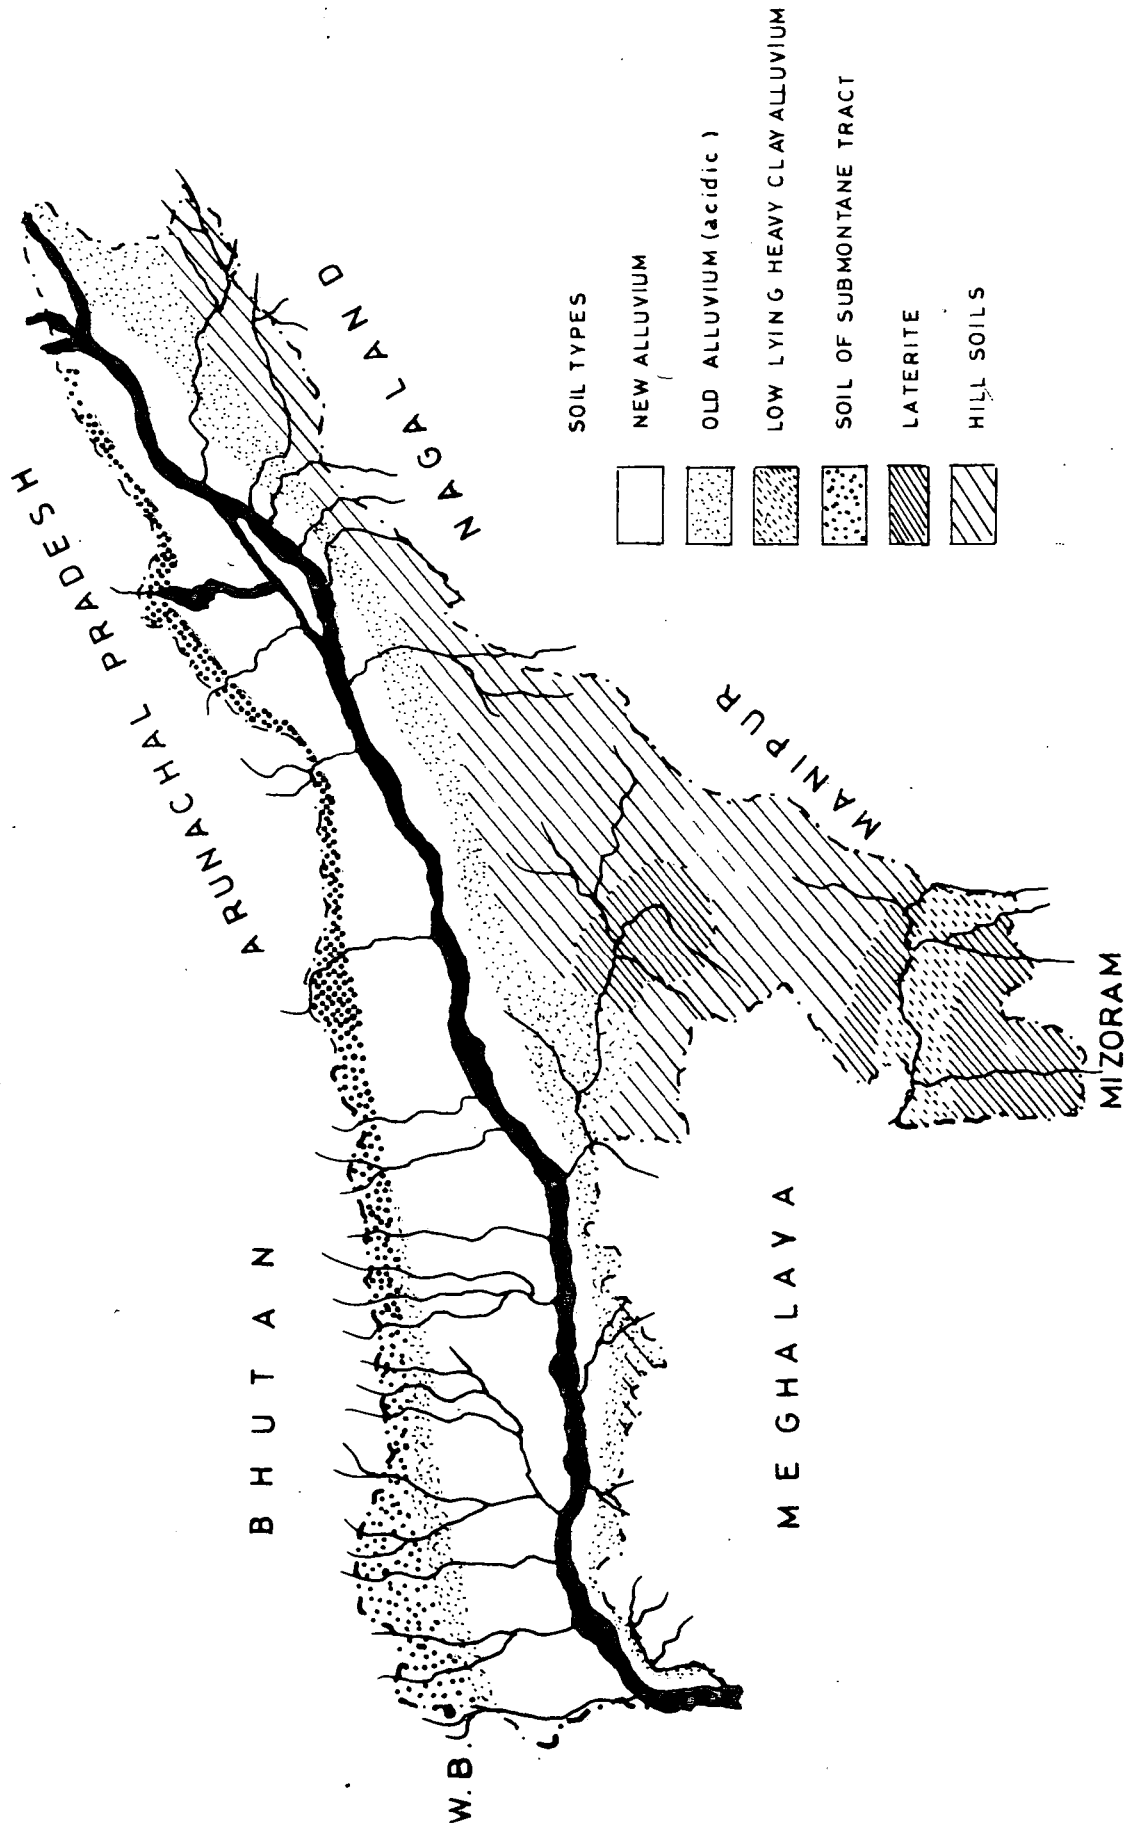 ARUNACHAL PRADESH
BHUTAN
NAGALAND
W.B.
MEGHALAYA
MANIPUR
MIZORAM
SOIL TYPES
NEW ALLUVIUM
OLD ALLUVIUM (acidic)
LOW LYING HEAVY CLAY ALLUVIUM
SOIL OF SUBMONTANE TRACT
LATERITE
HILL SOILS